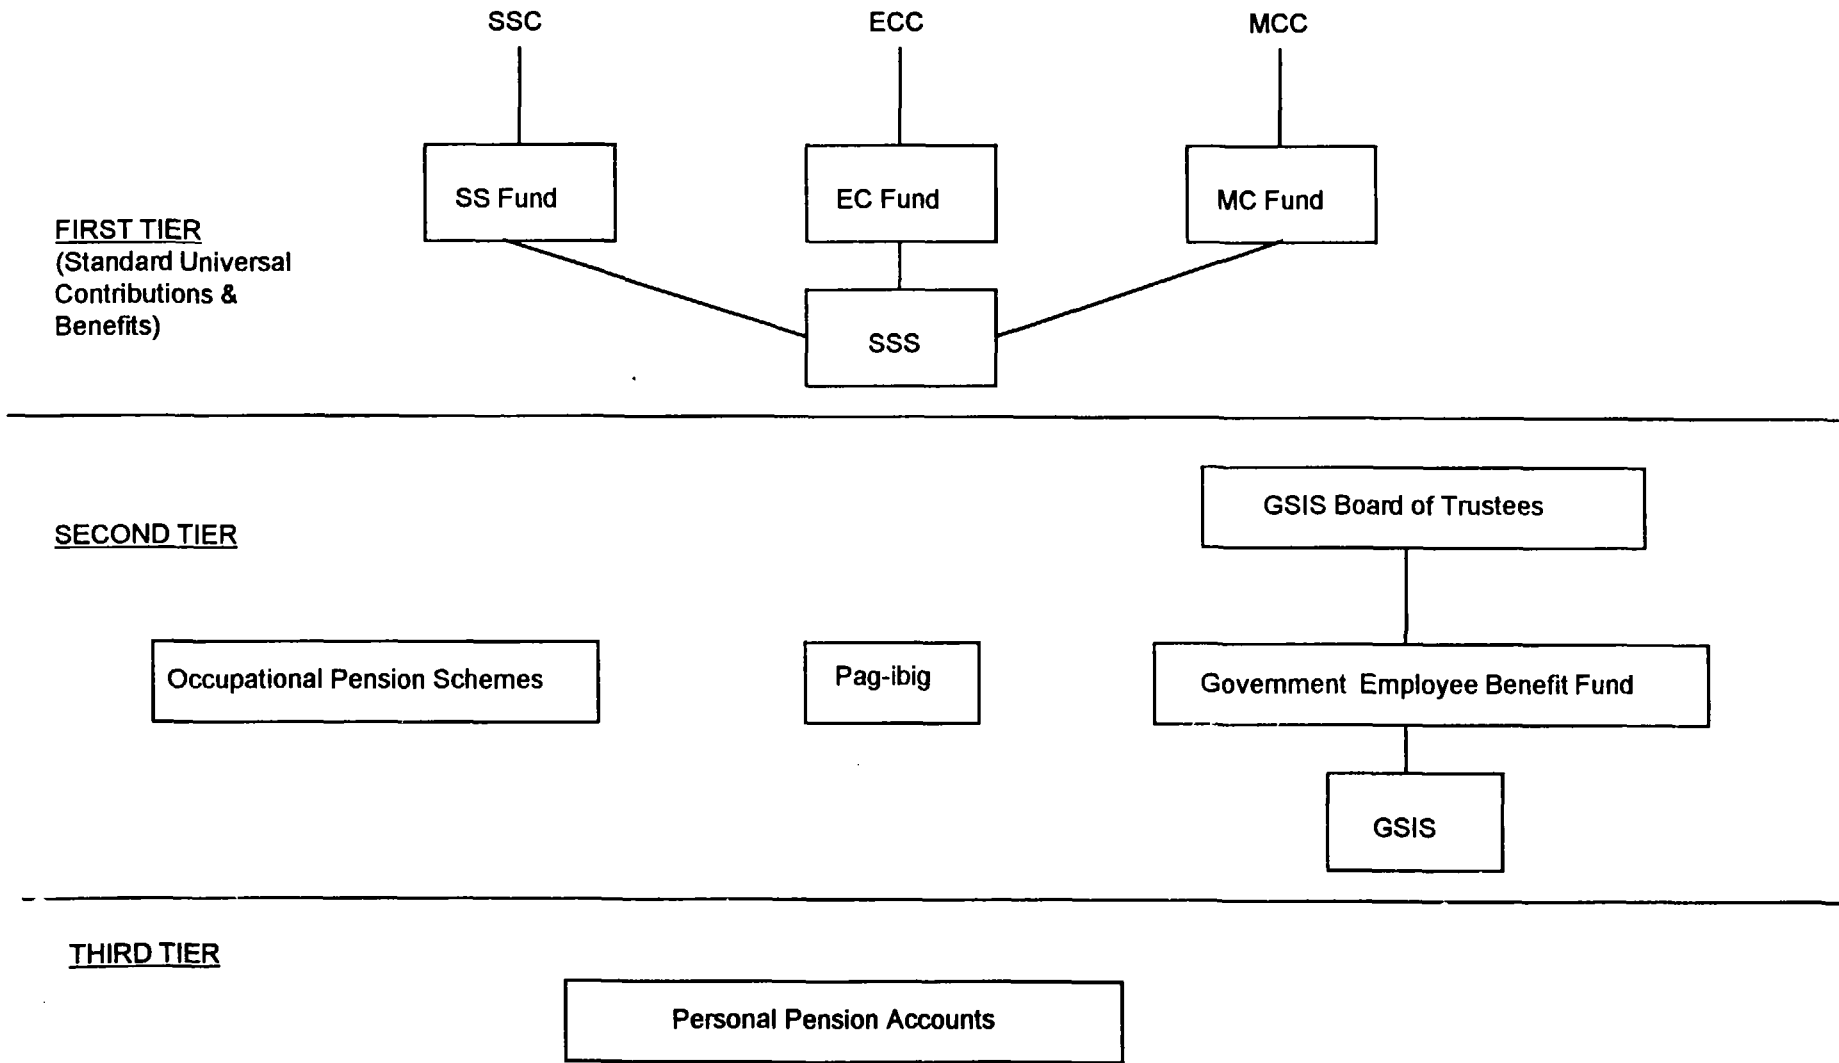 SSC
ECC
MCC
SS Fund
EC Fund
MC Fund
FIRST TIER
(Standard Universal
Contributions &
Benefits)
SSS
GSIS Board of Trustees
SECOND TIER
Occupational Pension Schemes
Pag-ibig
Government Employee Benefit Fund
GSIS
THIRD TIER
Personal Pension Accounts